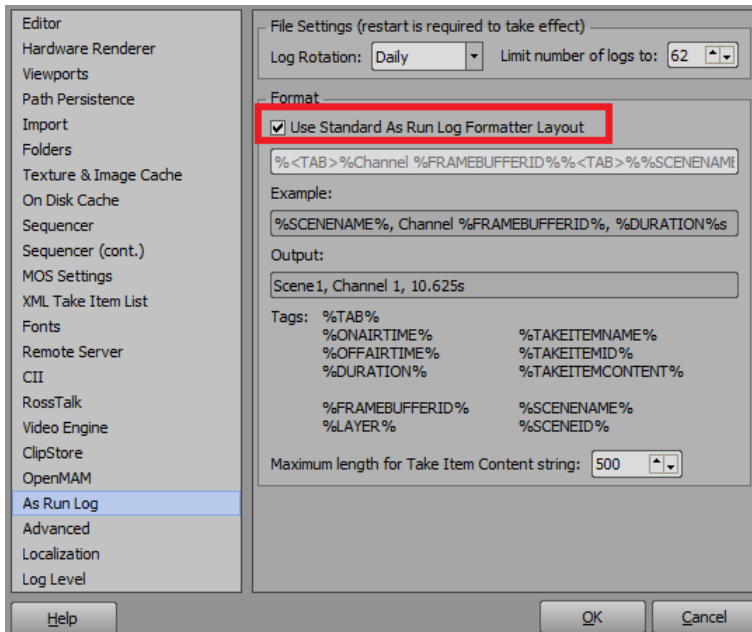 Editor
Hardware Renderer
Viewports
Path Persistence
Import
Folders
Texture & Image Cache
On Disk Cache
Sequencer
Sequencer (cont.)
MOS Settings
XML Take Item List
Fonts
Remote Server
CII
RossTalk
Video Engine
ClipStore
OpenMAM
As Run Log
Advanced
Localization
Log Level
File Settings (restart is required to take effect)
Log Rotation: Daily Limit number of logs to: 62
Format
Use Standard As Run Log Formatter Layout
%<TAB>%Channel %FRAMEBUFFERID%%<TAB>%%SCENENAME
Example:
%SCENENAME%, Channel %FRAMEBUFFERID%, %DURATION%s
Output:
Scene1, Channel 1, 10.625s
Tags: %TAB%
%ONAIRTIME% %TAKEITEMNAME%
%OFFAIRTIME% %TAKEITEMID%
%DURATION% %TAKEITEMCONTENT%
%FRAMEBUFFERID% %SCENENAME%
%LAYER% %SCENEID%
Maximum length for Take Item Content string: 500
Help OK Cancel